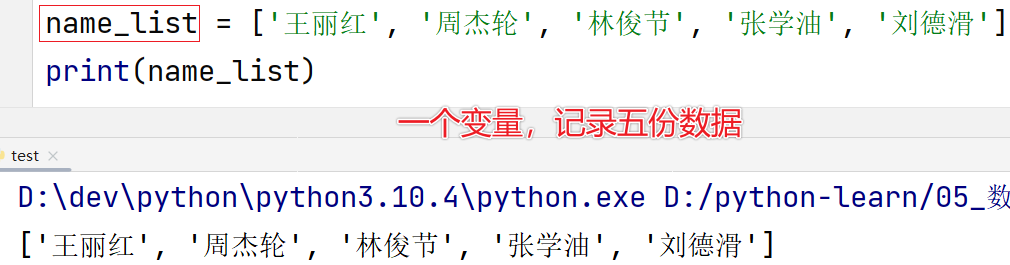 name_list = ['王丽红', '周杰轮', '林俊节', '张学油', '刘德滑']
print(name_list)
一个变量，记录五份数据
test
D:\dev\python\python3.10.4\python.exe D:/python-learn/05_数
['王丽红', '周杰轮', '林俊节', '张学油', '刘德滑']